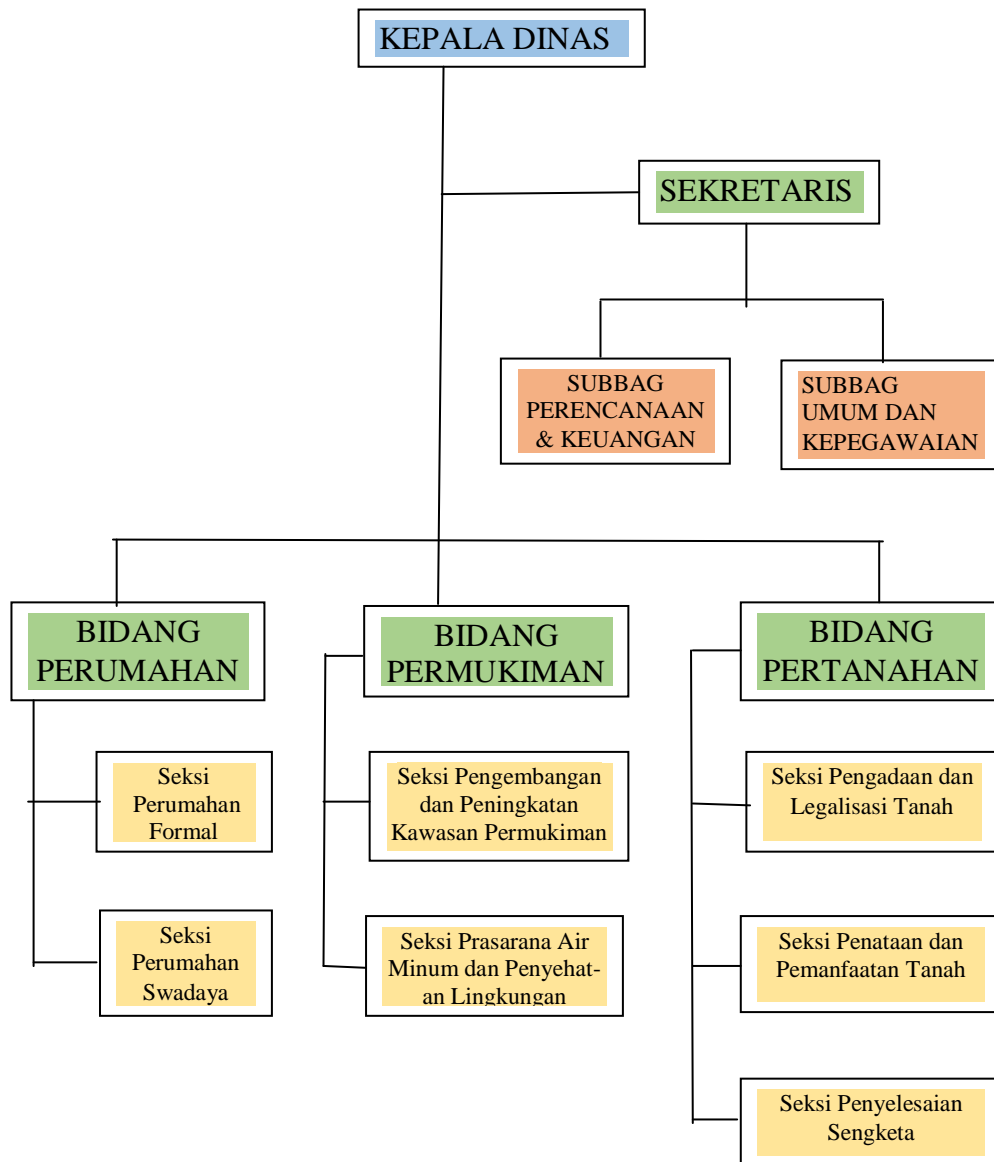 KEPALA DINAS
SEKRETARIS
SUBBAG
PERENCANAAN
& KEUANGAN
SUBBAG
UMUM DAN
KEPEGAWAIAN
BIDANG
PERUMAHAN
BIDANG
PERMUKIMAN
BIDANG
PERTANAHAN
Seksi
Perumahan
Formal
Seksi Pengembangan
dan Peningkatan
Kawasan Permukiman
Seksi Pengadaan dan
Legalisasi Tanah
Seksi
Perumahan
Swadaya
Seksi Prasarana Air
Minum dan Penyehat-
an Lingkungan
Seksi Penataan dan
Pemanfaatan Tanah
Seksi Penyelesaian
Sengketa